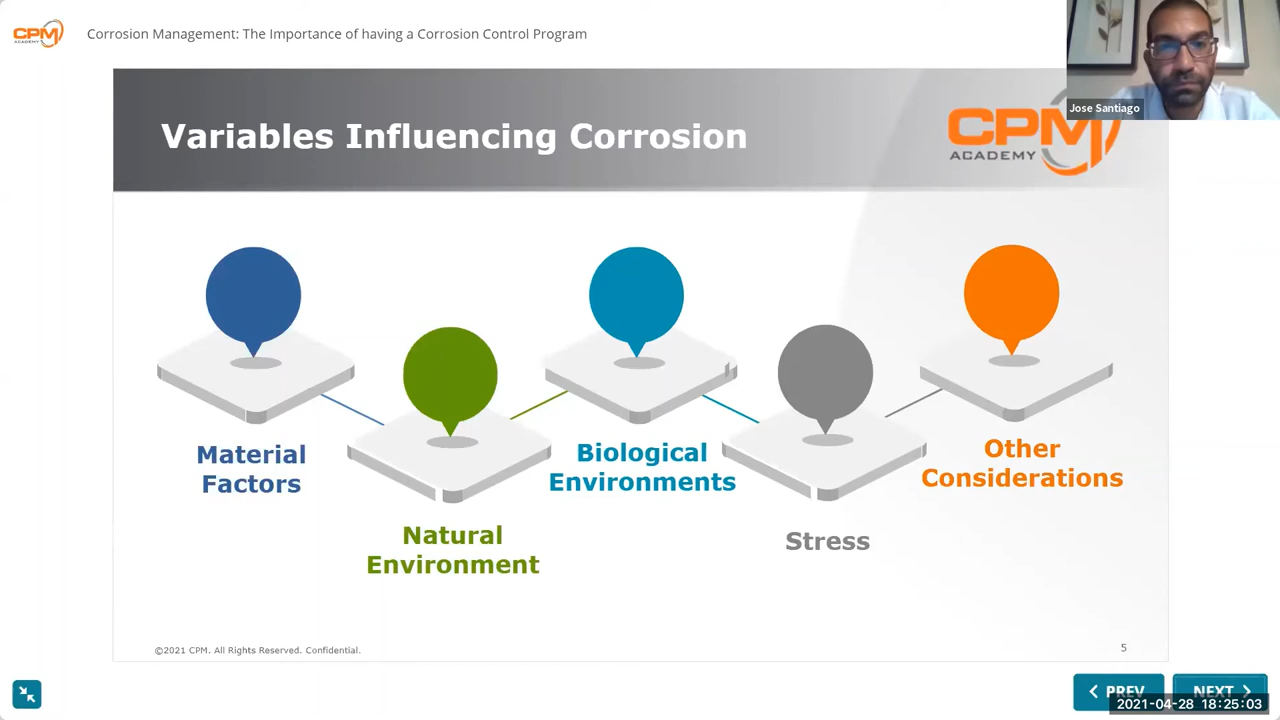 CPM
ACADEMY
Corrosion Management: The Importance of having a Corrosion Control Program
Jose Santiago
Variables Influencing Corrosion
CPM
ACADEMY
Material
Factors
Natural
Environment
Biological
Environments
Stress
Other
Considerations
©2021 CPM. All Rights Reserved. Confidential.
5
PREV
NEXT
2021-04-28 18:25:03